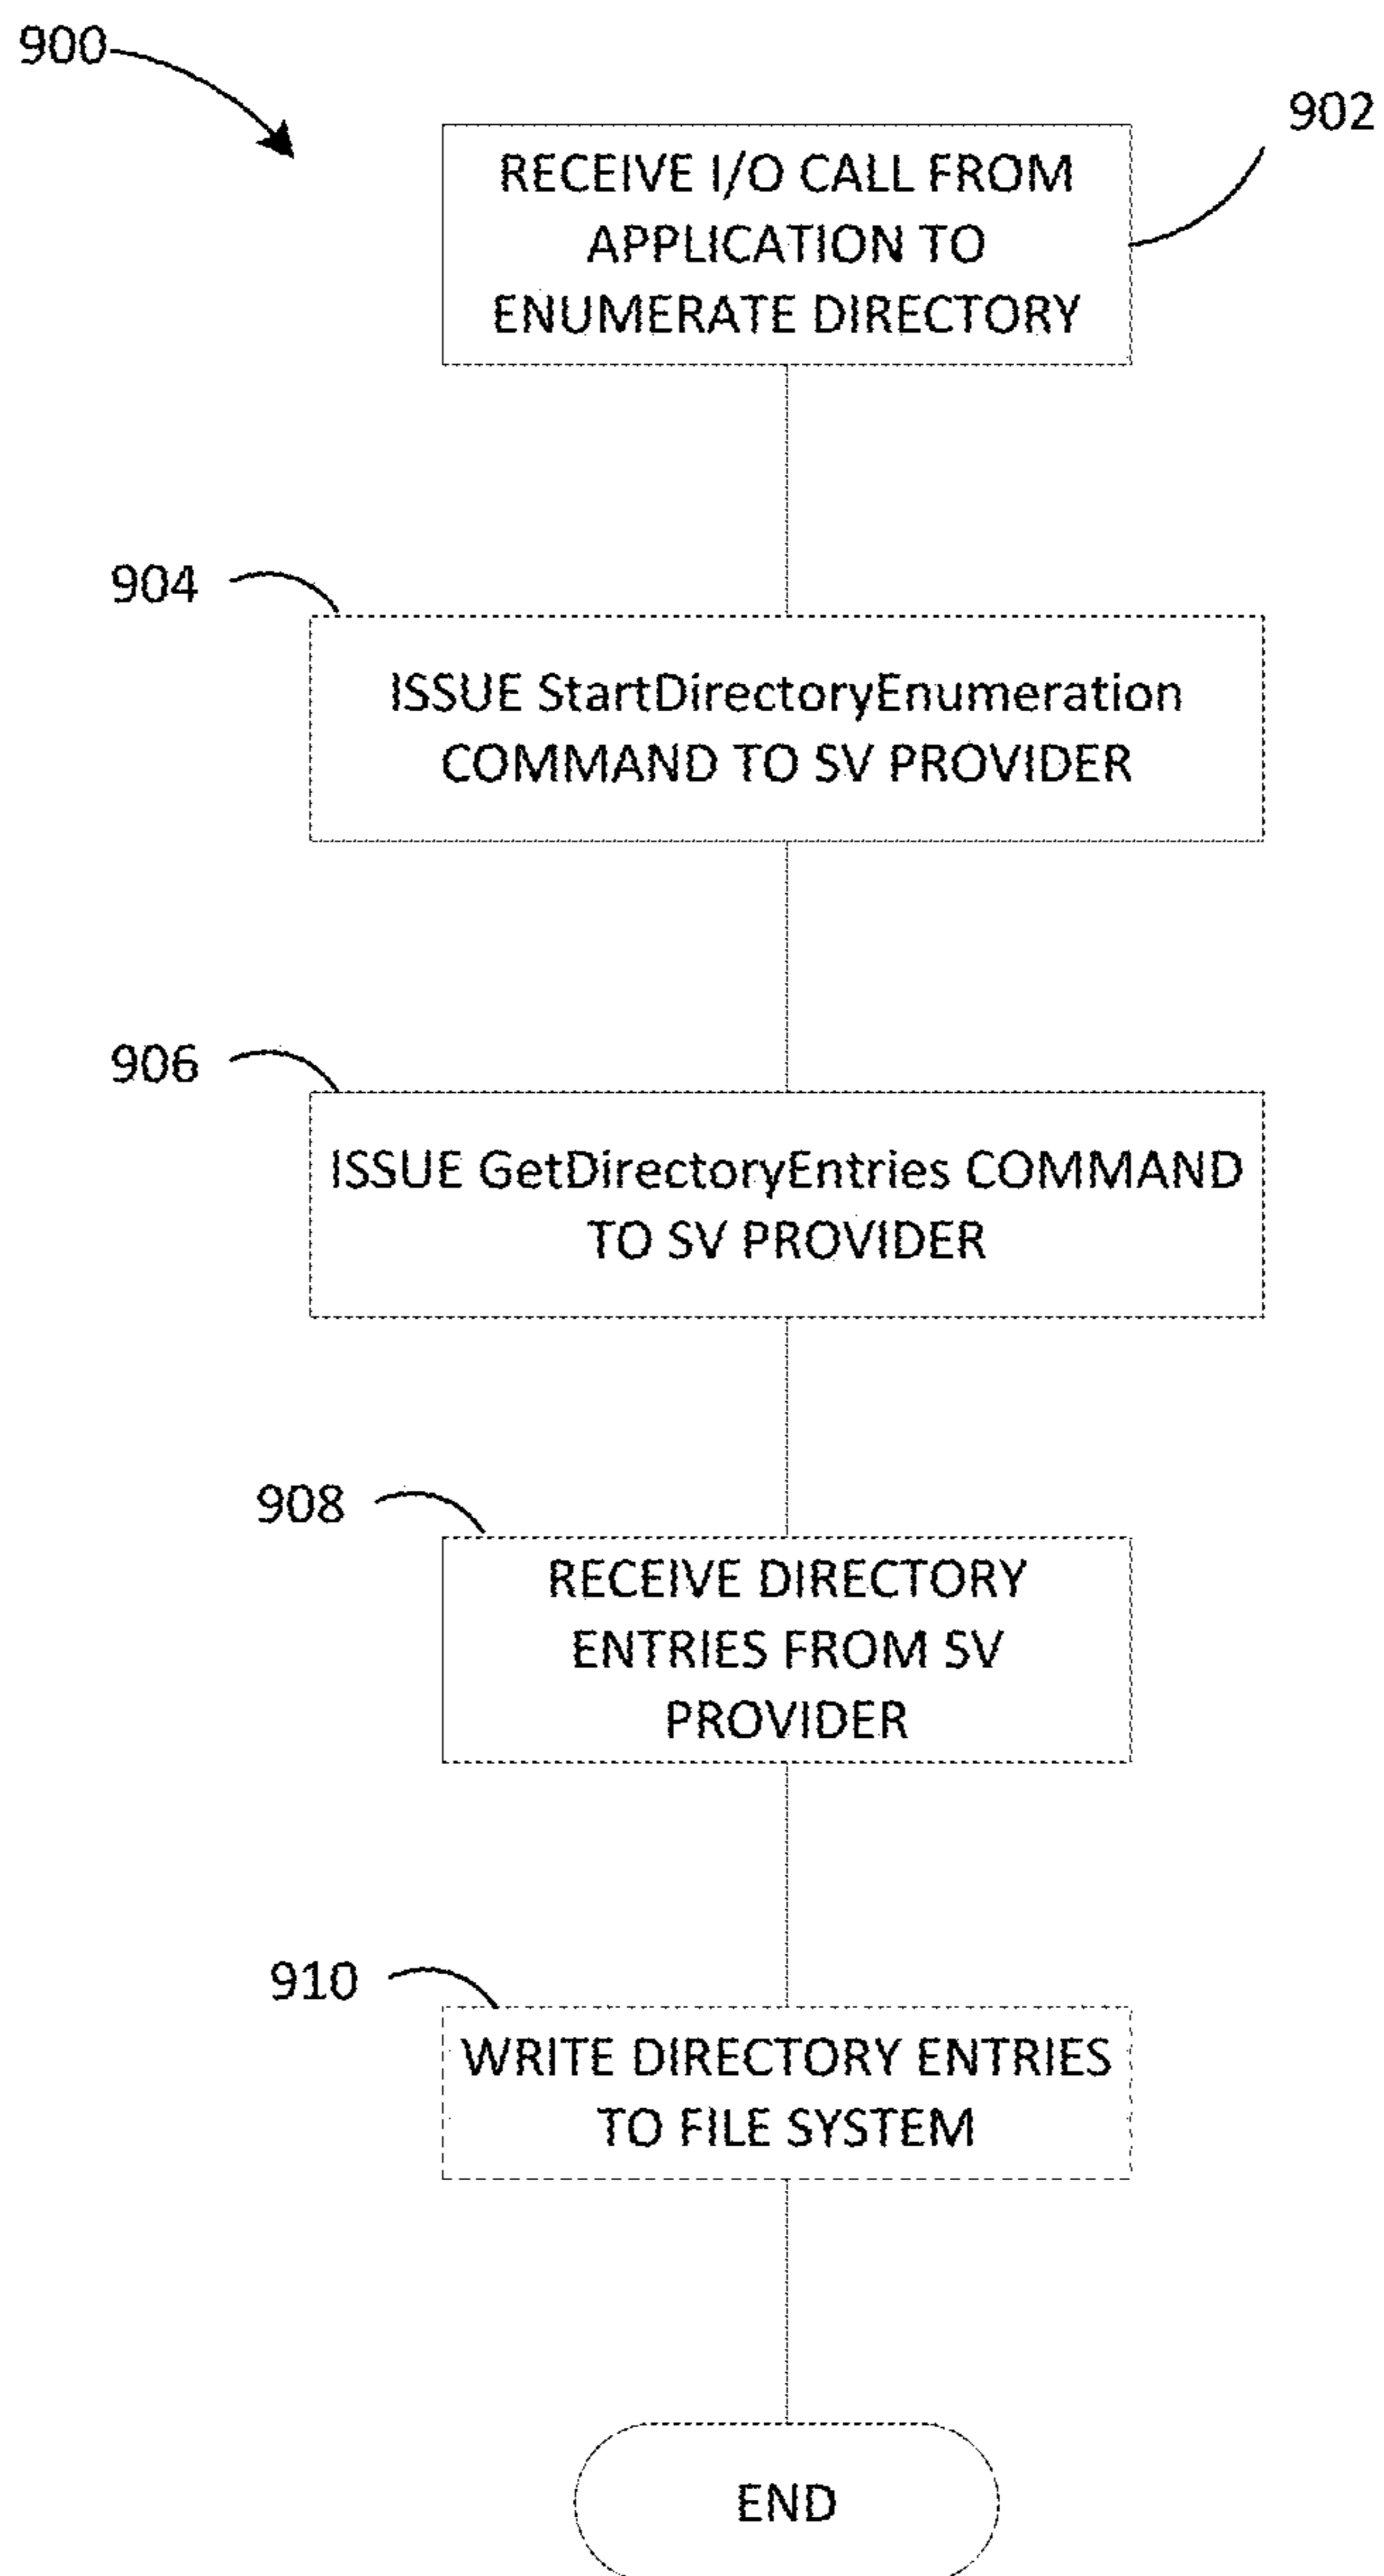 900
902
RECEIVE I/O CALL FROM
APPLICATION TO
ENUMERATE DIRECTORY
904
ISSUE StartDirectoryEnumeration
COMMAND TO SV PROVIDER
906
ISSUE GetDirectoryEntries COMMAND
TO SV PROVIDER
908
RECEIVE DIRECTORY
ENTRIES FROM SV
PROVIDER
910
WRITE DIRECTORY ENTRIES
TO FILE SYSTEM
END